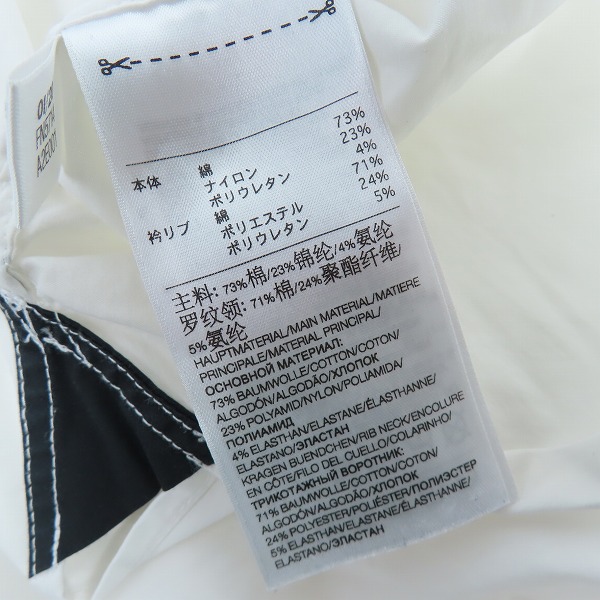 本体 綿 73%
ナイロン 23%
ポリウレタン 4%
衿リブ 綿 71%
ポリエステル 24%
ポリウレタン 5%
主料: 73%棉/23%锦纶/4%氨纶
罗纹领: 71%棉/24%聚酯纤维/
5%氨纶
HAUPTMATERIAL/MAIN MATERIAL/MATIERE
PRINCIPALE/MATERIAL PRINCIPAL/
ОСНОВНОЙ МАТЕРИАЛ:
73% BAUMWOLLE/COTTON/COTON/
ALGODÓN/ALGODÃO/ХЛОПОК
23% POLYAMID/NYLON/POLIAMIDA/
ПОЛИАМИД
4% ELASTHAN/ELASTANE/ÉLASTHANNE/
ELASTANO/ЭЛАСТАН
KRAGEN BUENDCHEN/RIB NECK/ENCOLURE
EN CÔTE/FILO DEL CUELLO/COLARINHO/
ТРИКОТАЖНЫЙ ВОРОТНИК:
71% BAUMWOLLE/COTTON/COTON/
ALGODÓN/ALGODÃO/ХЛОПОК
24% POLYESTER/POLIÉSTER/ПОЛИЭСТЕР
5% ELASTHAN/ELASTANE/ÉLASTHANNE/
ELASTANO/ЭЛАСТАН